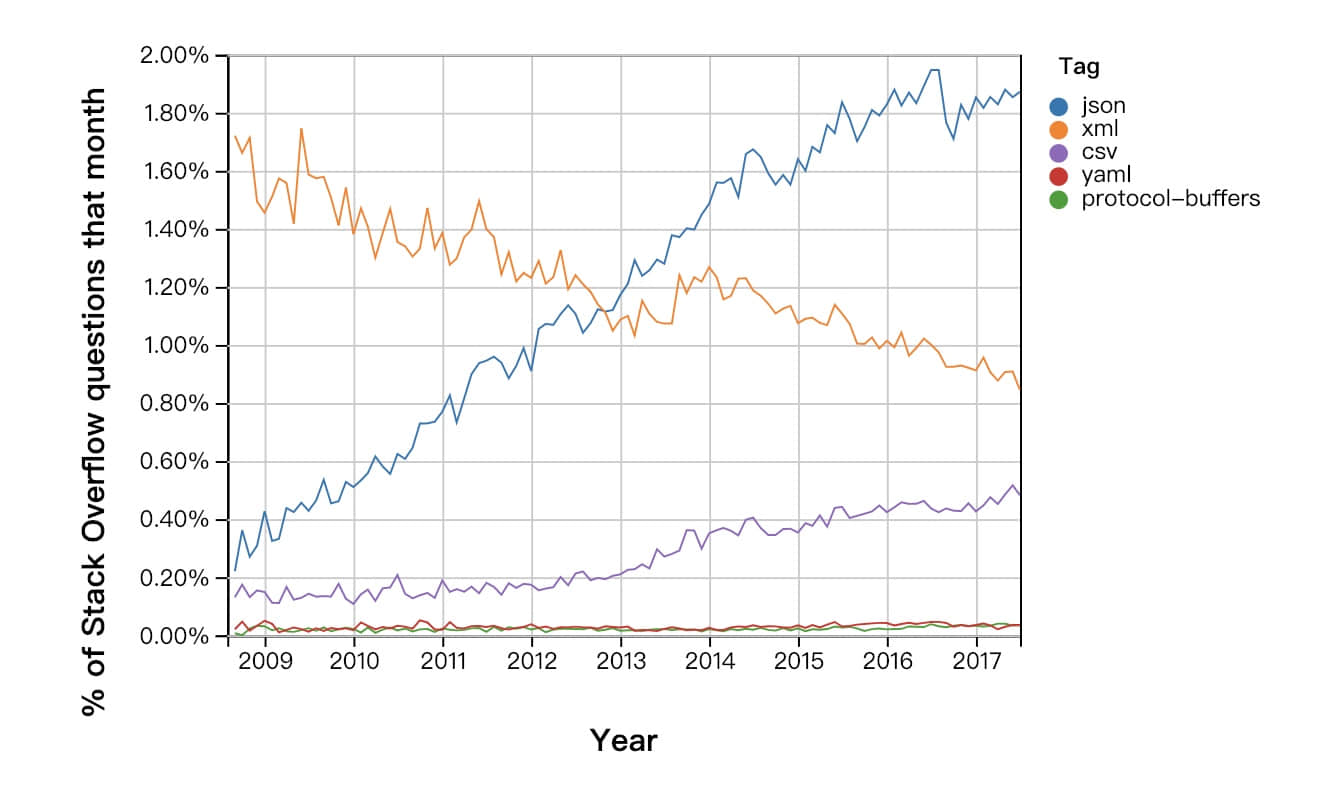 % of Stack Overflow questions that month
2.00%
1.80%
1.60%
1.40%
1.20%
1.00%
0.80%
0.60%
0.40%
0.20%
0.00%
2009 2010 2011 2012 2013 2014 2015 2016 2017
Year
Tag
json
xml
csv
yaml
protocol-buffers